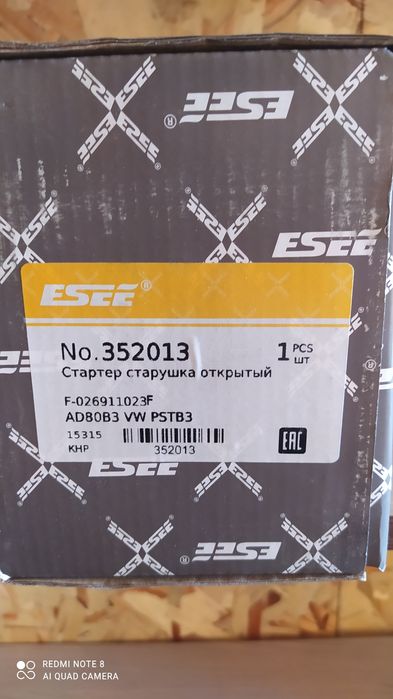 ESEE®
ESEE
ESEE®
No.352013
1 PCS
ШТ
Стартер старушка открытый
F-026911023F
AD80B3 VW PSTB3
15315
КНР
352013
EAC
ESEE
ESEE
REDMI NOTE 8
AI QUAD CAMERA